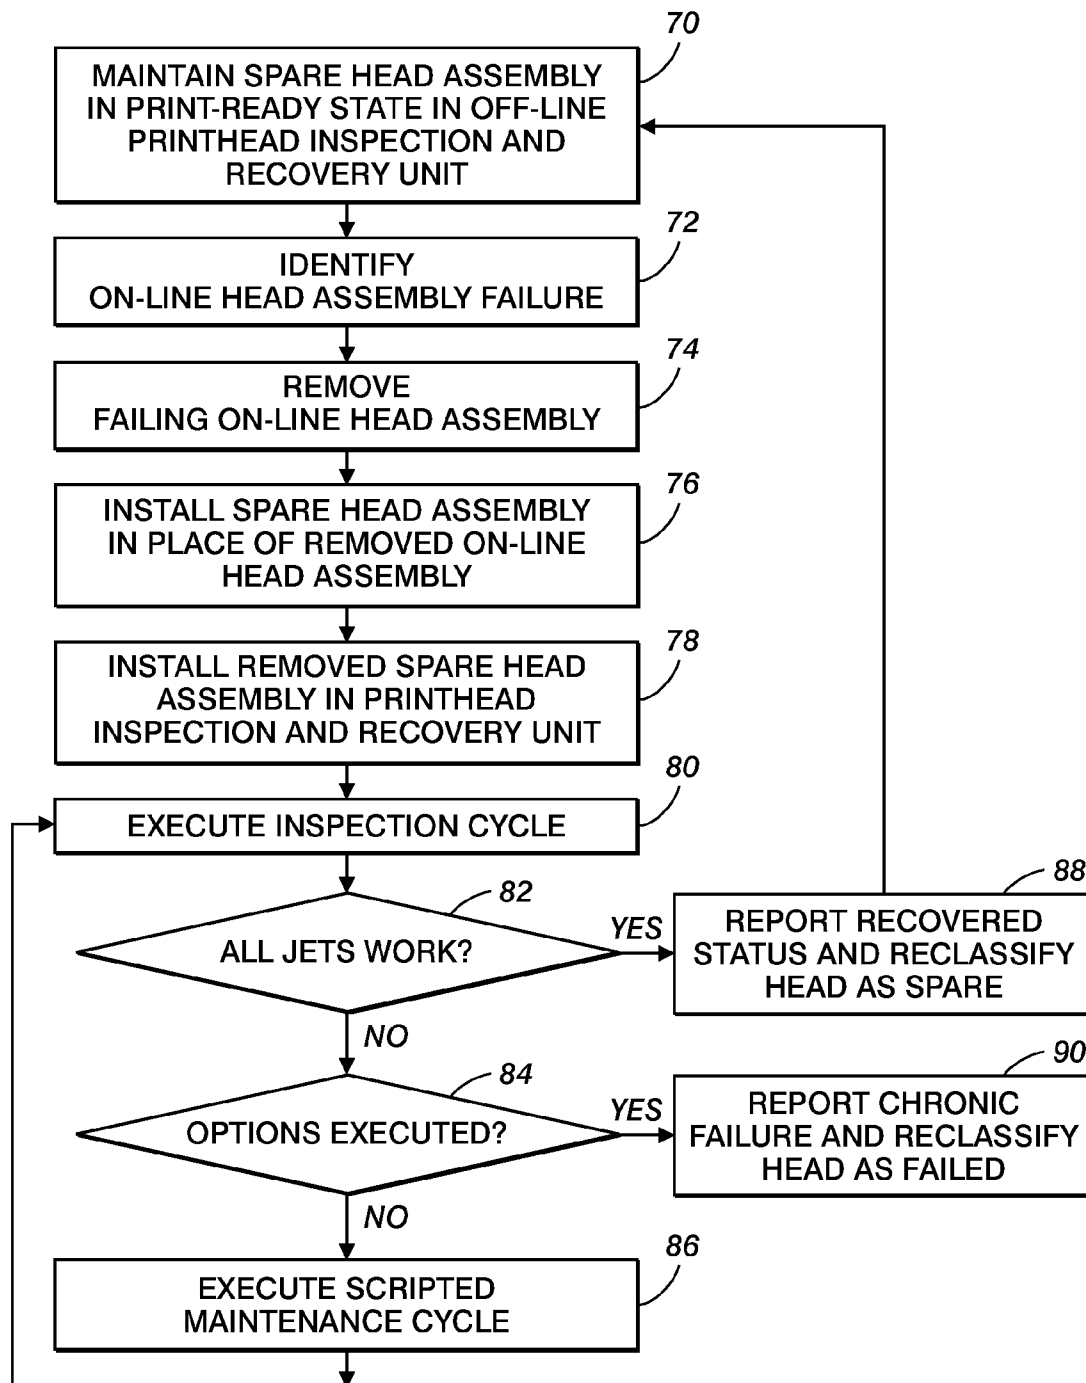 70
MAINTAIN SPARE HEAD ASSEMBLY
IN PRINT-READY STATE IN OFF-LINE
PRINTHEAD INSPECTION AND
RECOVERY UNIT
72
IDENTIFY
ON-LINE HEAD ASSEMBLY FAILURE
74
REMOVE
FAILING ON-LINE HEAD ASSEMBLY
76
INSTALL SPARE HEAD ASSEMBLY
IN PLACE OF REMOVED ON-LINE
HEAD ASSEMBLY
78
INSTALL REMOVED SPARE HEAD
ASSEMBLY IN PRINTHEAD
INSPECTION AND RECOVERY UNIT
80
EXECUTE INSPECTION CYCLE
82
ALL JETS WORK?
YES
88
REPORT RECOVERED
STATUS AND RECLASSIFY
HEAD AS SPARE
NO
84
OPTIONS EXECUTED?
YES
90
REPORT CHRONIC
FAILURE AND RECLASSIFY
HEAD AS FAILED
NO
86
EXECUTE SCRIPTED
MAINTENANCE CYCLE